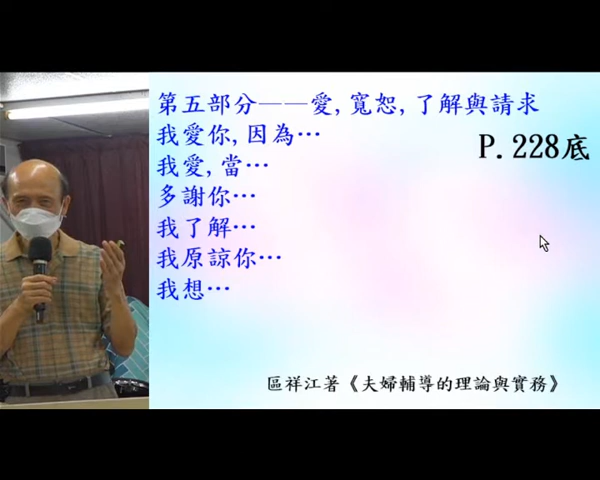 第五部分——愛,寬恕,了解與請求
我愛你,因為…
P.228底
我愛,當…
多謝你…
我了解…
我原諒你…
我想…
區祥江著《夫婦輔導的理論與實務》